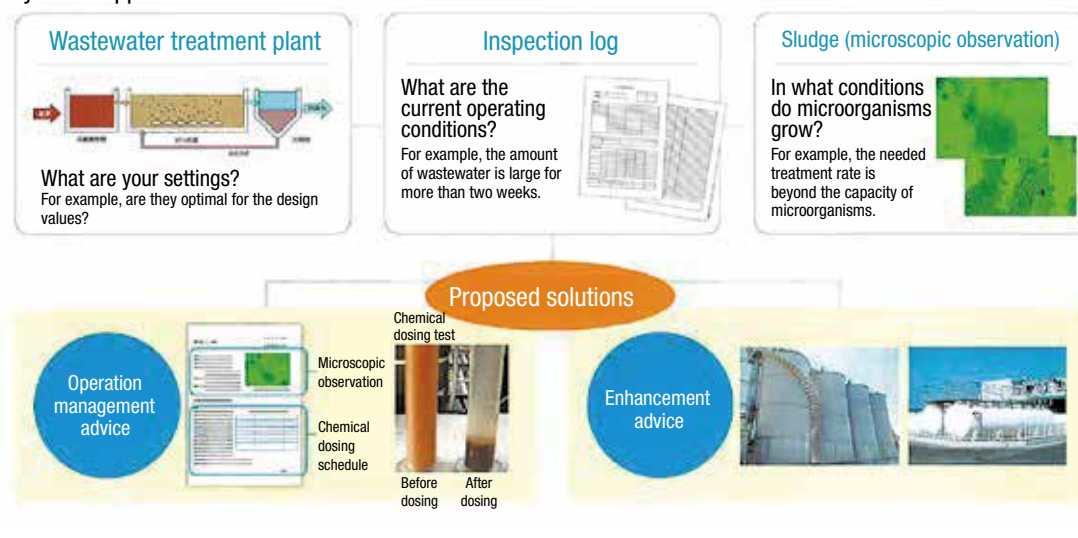 Wastewater treatment plant
What are your settings?
For example, are they optimal for the design
values?
Inspection log
What are the
current operating
conditions?
For example, the amount
of wastewater is large for
more than two weeks.
Sludge (microscopic observation)
In what conditions
do microorganisms
grow?
For example, the needed
treatment rate is
beyond the capacity of
microorganisms.
Proposed solutions
Operation
management
advice
Microscopic
observation
Chemical
dosing
schedule
Chemical
dosing test
Before
dosing
After
dosing
Enhancement
advice